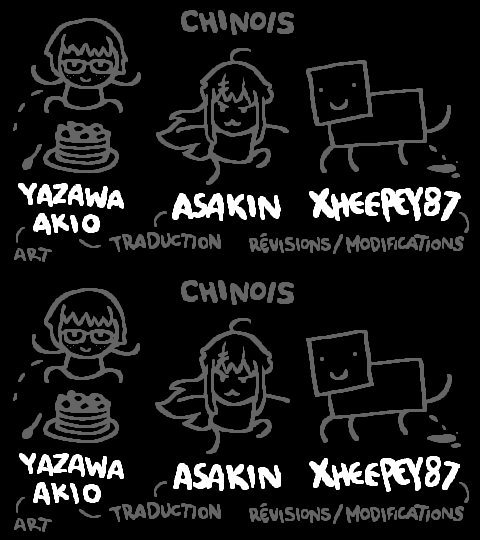 CHINOIS
YAZAWA AKIO
ASAKIN
XHEEPEY87
ART
TRADUCTION
RÉVISIONS/MODIFICATIONS
CHINOIS
YAZAWA AKIO
ASAKIN
XHEEPEY87
ART
TRADUCTION
RÉVISIONS/MODIFICATIONS